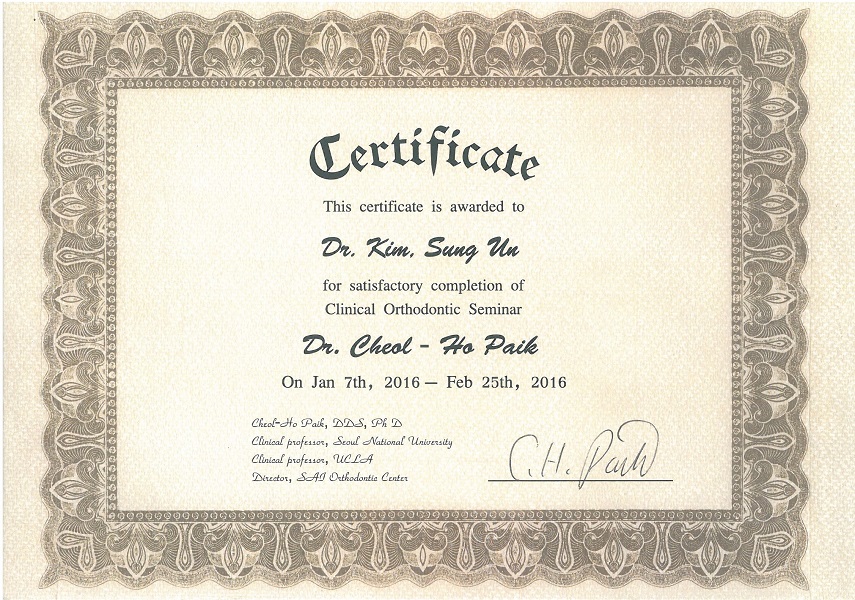 Certificate
This certificate is awarded to
Dr. Kim, Sung Un
for satisfactory completion of
Clinical Orthodontic Seminar
Dr. Cheol - Ho Paik
On Jan 7th, 2016 — Feb 25th, 2016
Cheol-Ho Paik, DDS, Ph D
Clinical professor, Seoul National University
Clinical professor, UCLA
Director, SAI Orthodontic Center
C.H. Paik